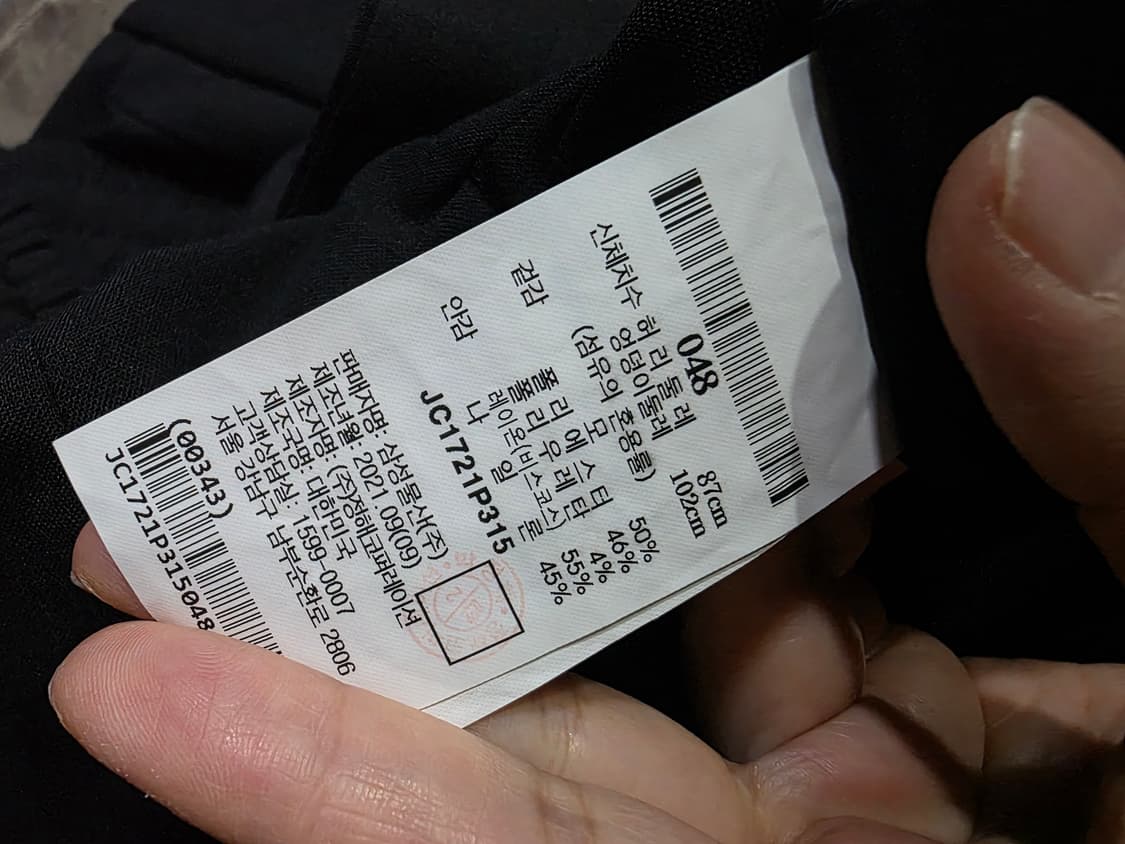 048
신체치수 허 리 둘 레 87cm
엉덩이둘레 102cm
(섬유의 혼용률)
겉감 모 50%
폴 리 에 스 터 46%
폴 리 우 레 탄 4%
안감 레이온(비스코스) 55%
나 일 론 45%
JC1721P315
판매자명: 삼성물산(주)
제조년월: 2021.09(09)
제조자명: (주)정해코퍼레이션
제조국명: 대한민국
고객상담실: 1599-0007
서울 강남구 남부순환로 2806
(00343)
JC1721P315048